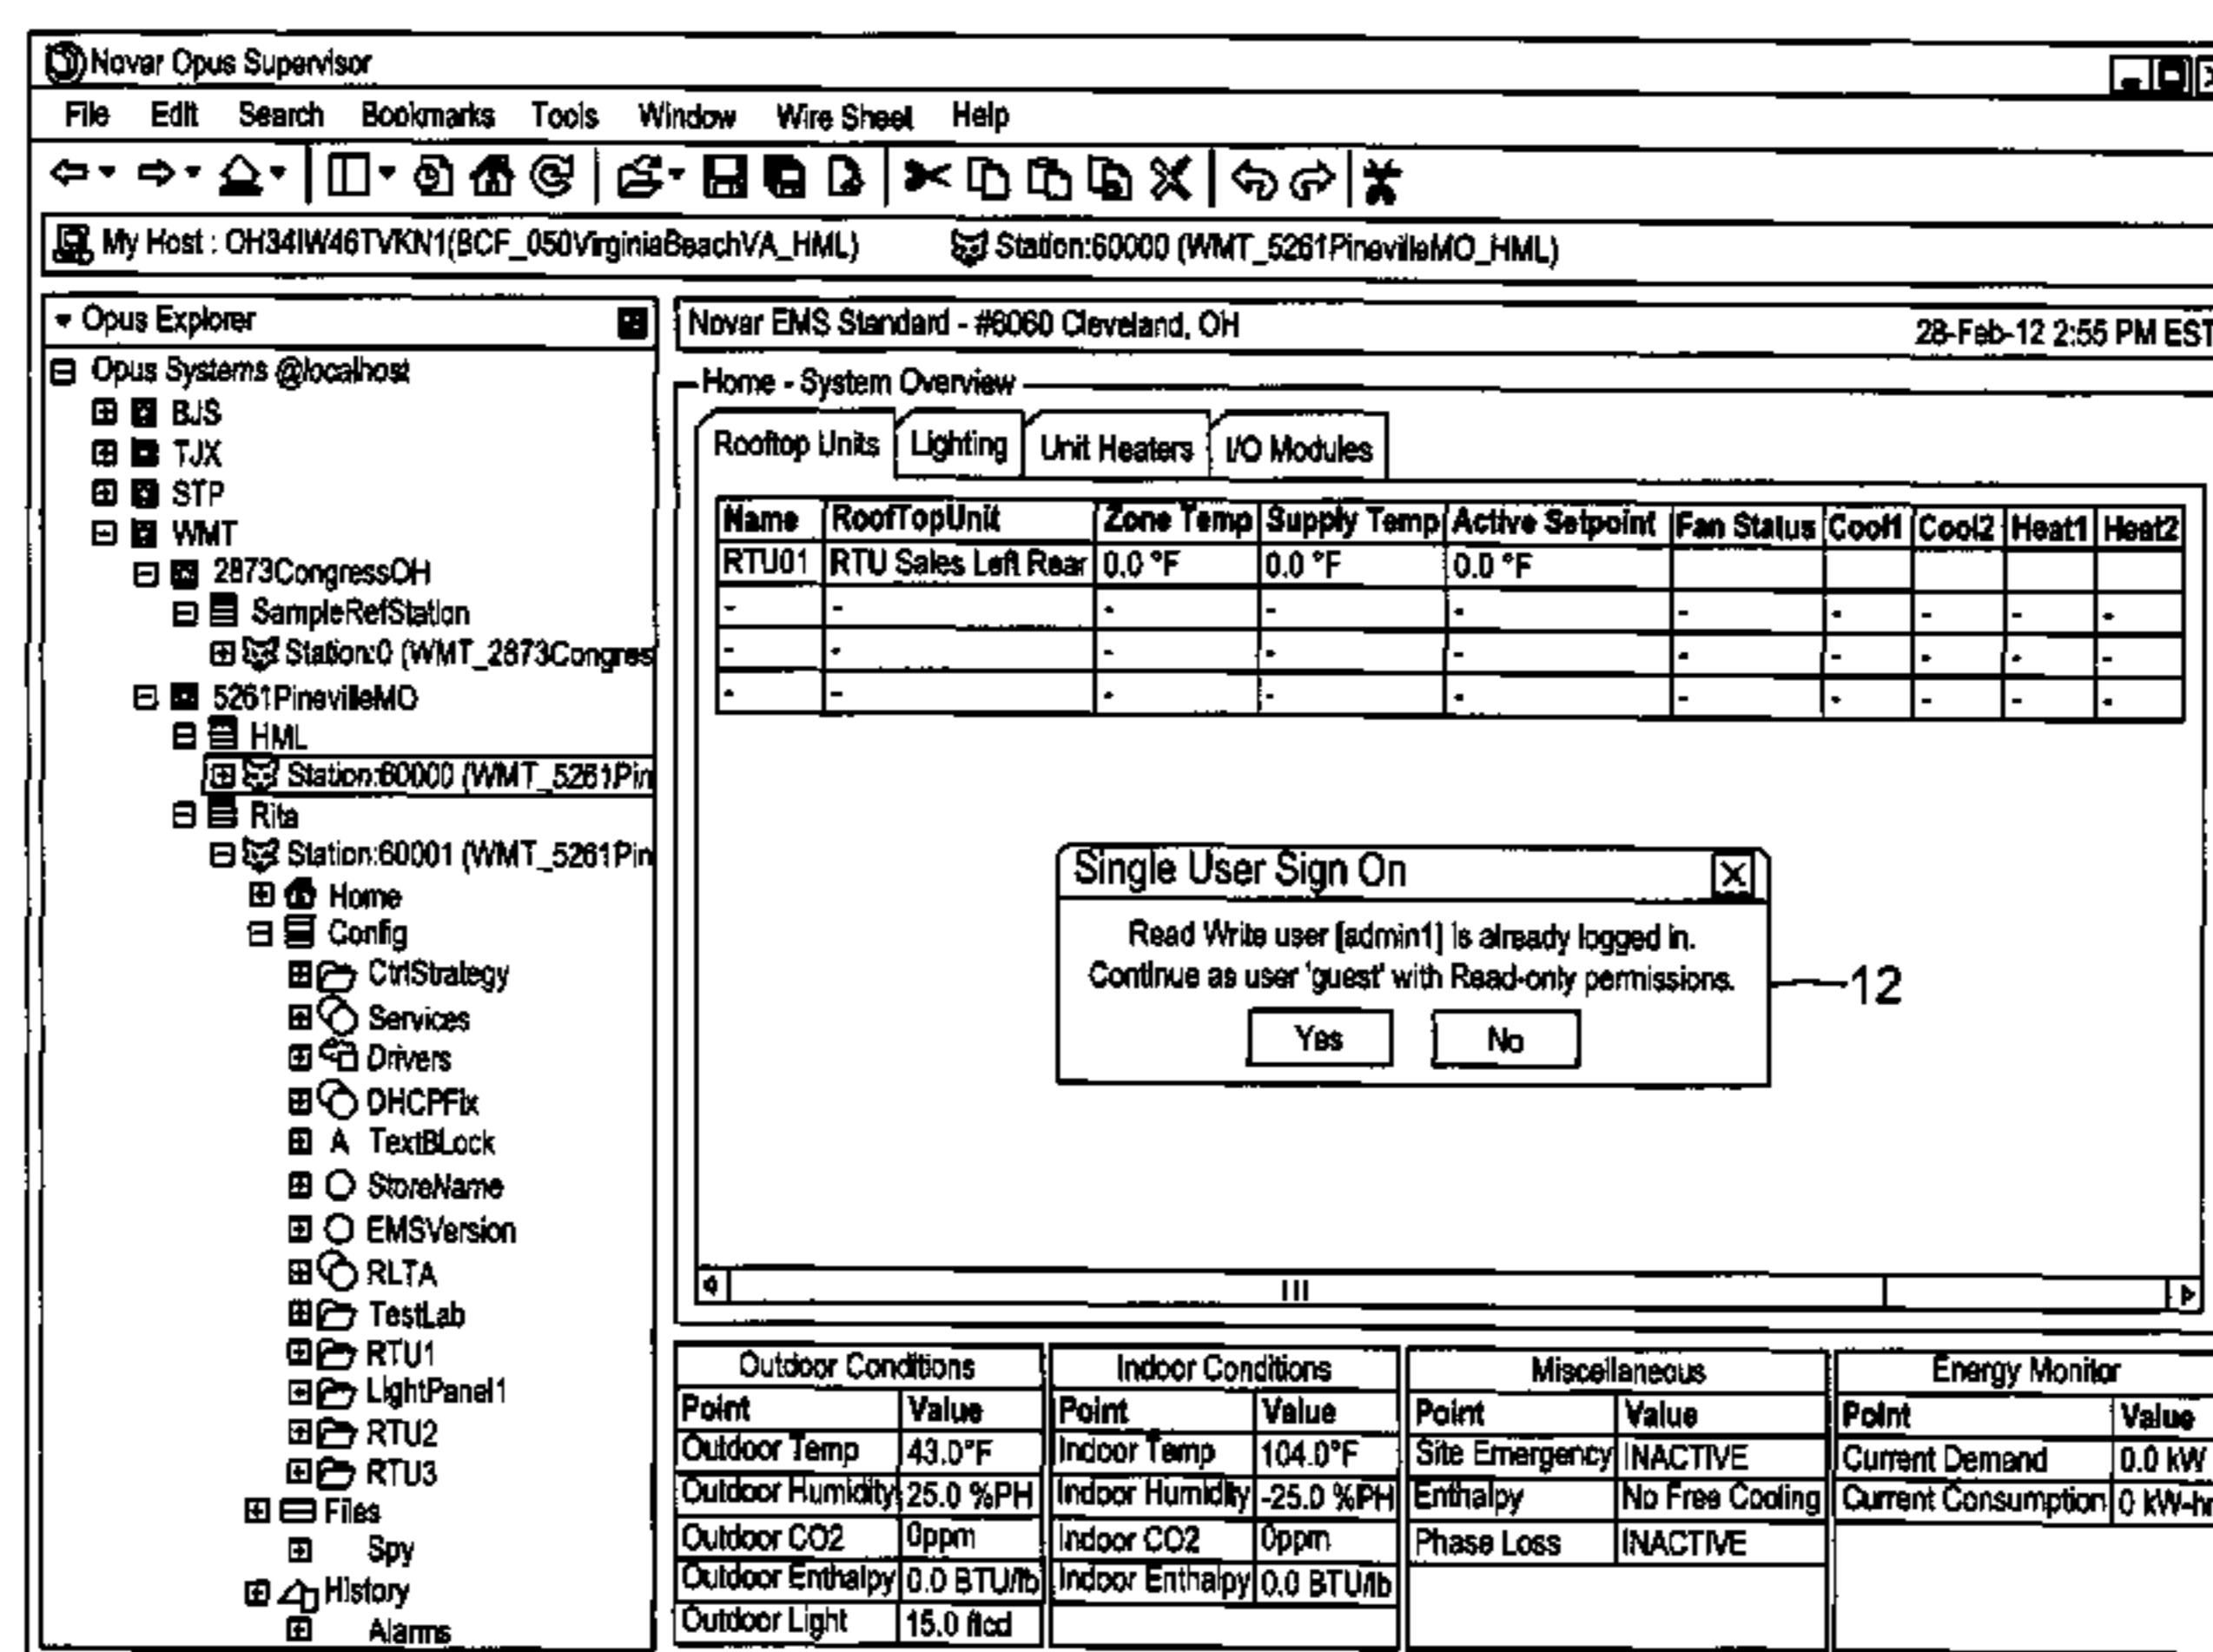 Novar Opus Supervisor
File Edit Search Bookmarks Tools Window Wire Sheet Help
My Host : OH34IW46TVKN1(BCF_050VirginiaBeachVA_HML) Station:60000 (WMT_5261PinevilleMO_HML)
Opus Explorer
Opus Systems @localhost
BJS
TJX
STP
WMT
2873CongressOH
SampleRefStation
Station:0 (WMT_2873Congres
5261PinevilleMO
HML
Station:60000 (WMT_5261Pin
Rita
Station:60001 (WMT_5261Pin
Home
Config
CtrlStrategy
Services
Drivers
DHCPFix
A TextBLock
StoreName
EMSVersion
RLTA
TestLab
RTU1
LightPanel1
RTU2
RTU3
Files
Spy
History
Alarms
Novar EMS Standard - #6060 Cleveland, OH 28-Feb-12 2:55 PM EST
Home - System Overview
Rooftop Units Lighting Unit Heaters I/O Modules
Name RoofTopUnit Zone Temp Supply Temp Active Setpoint Fan Status Cool1 Cool2 Heat1 Heat2
RTU01 RTU Sales Left Rear 0.0 °F 0.0 °F 0.0 °F
- - - - - - - - - -
- - - - - - - - - -
- - - - - - - - - -
Single User Sign On
Read Write user [admin1] is already logged in.
Continue as user 'guest' with Read-only permissions.
Yes No
12
Outdoor Conditions Indoor Conditions Miscellaneous Energy Monitor
Point Value Point Value Point Value Point Value
Outdoor Temp 43.0°F Indoor Temp 104.0°F Site Emergency INACTIVE Current Demand 0.0 kW
Outdoor Humidity 25.0 %PH Indoor Humidity -25.0 %PH Enthalpy No Free Cooling Current Consumption 0 kW-hr
Outdoor CO2 0ppm Indoor CO2 0ppm Phase Loss INACTIVE
Outdoor Enthalpy 0.0 BTU/lb Indoor Enthalpy 0.0 BTU/lb
Outdoor Light 15.0 ftcd